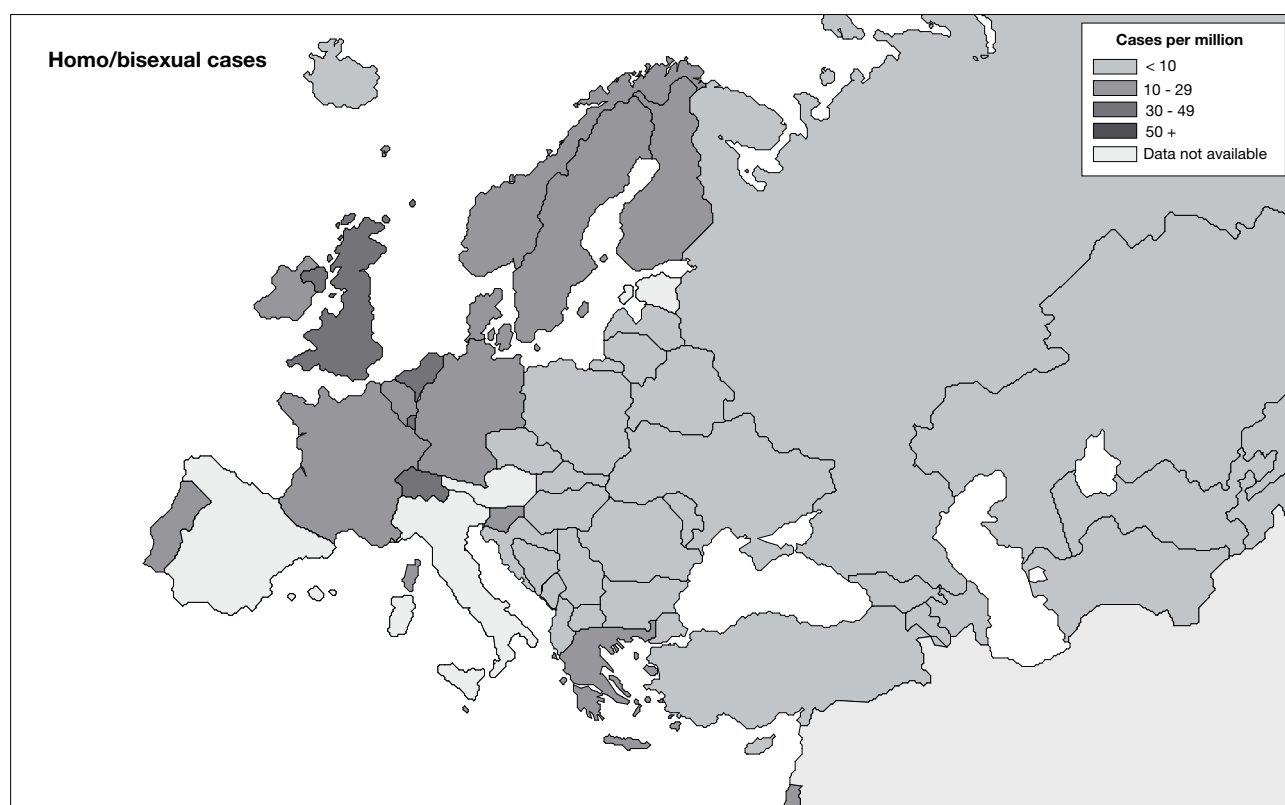 Homo/bisexual cases
Cases per million
< 10
10 - 29
30 - 49
50 +
Data not available